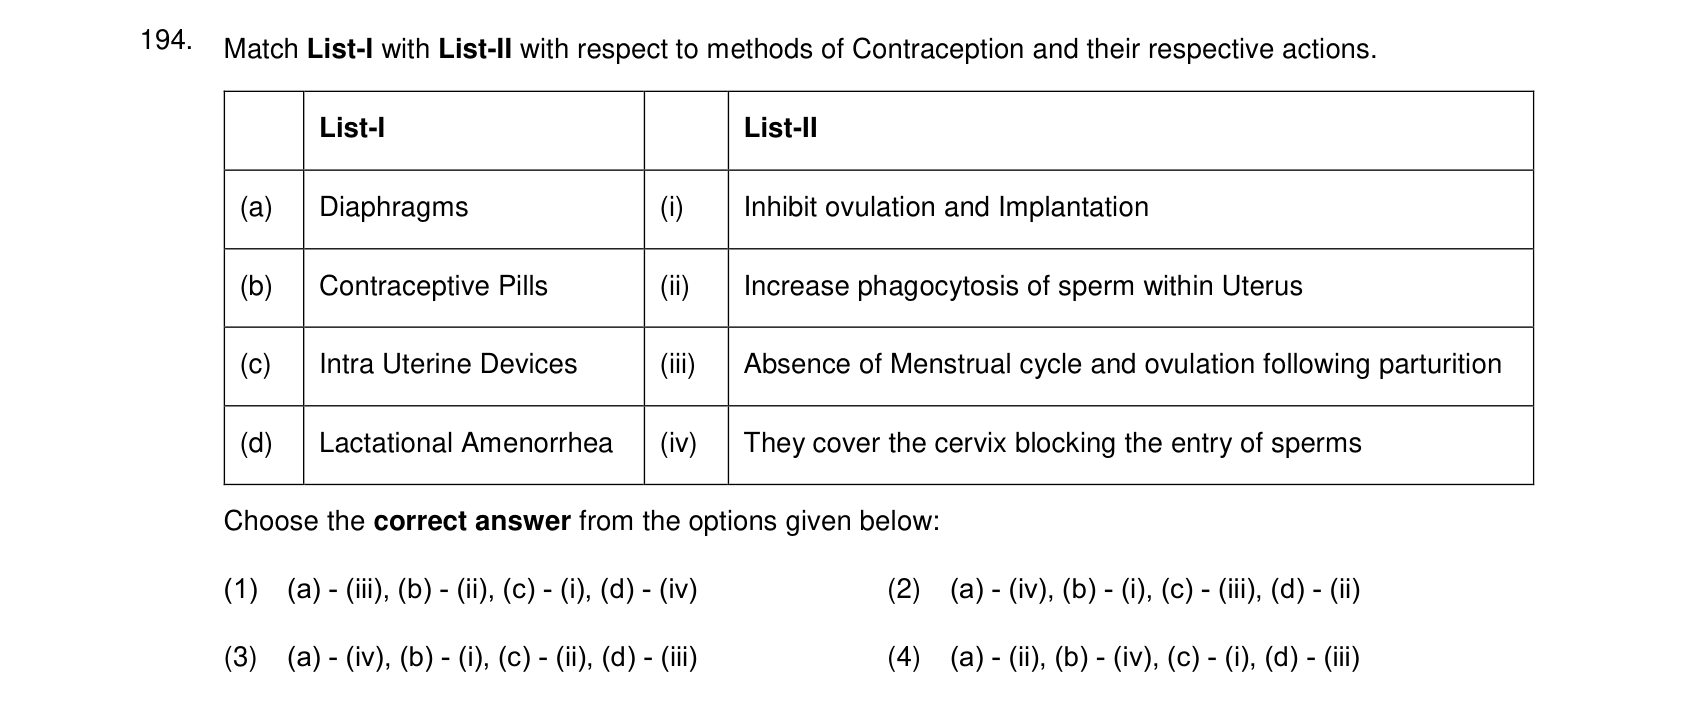 194. Match List-I with List-II with respect to methods of Contraception and their respective actions.
List-I List-II
(a) Diaphragms (i) Inhibit ovulation and Implantation
(b) Contraceptive Pills (ii) Increase phagocytosis of sperm within Uterus
(c) Intra Uterine Devices (iii) Absence of Menstrual cycle and ovulation following parturition
(d) Lactational Amenorrhea (iv) They cover the cervix blocking the entry of sperms
Choose the correct answer from the options given below:
(1) (a) - (iii), (b) - (ii), (c) - (i), (d) - (iv) (2) (a) - (iv), (b) - (i), (c) - (iii), (d) - (ii)
(3) (a) - (iv), (b) - (i), (c) - (ii), (d) - (iii) (4) (a) - (ii), (b) - (iv), (c) - (i), (d) - (iii)